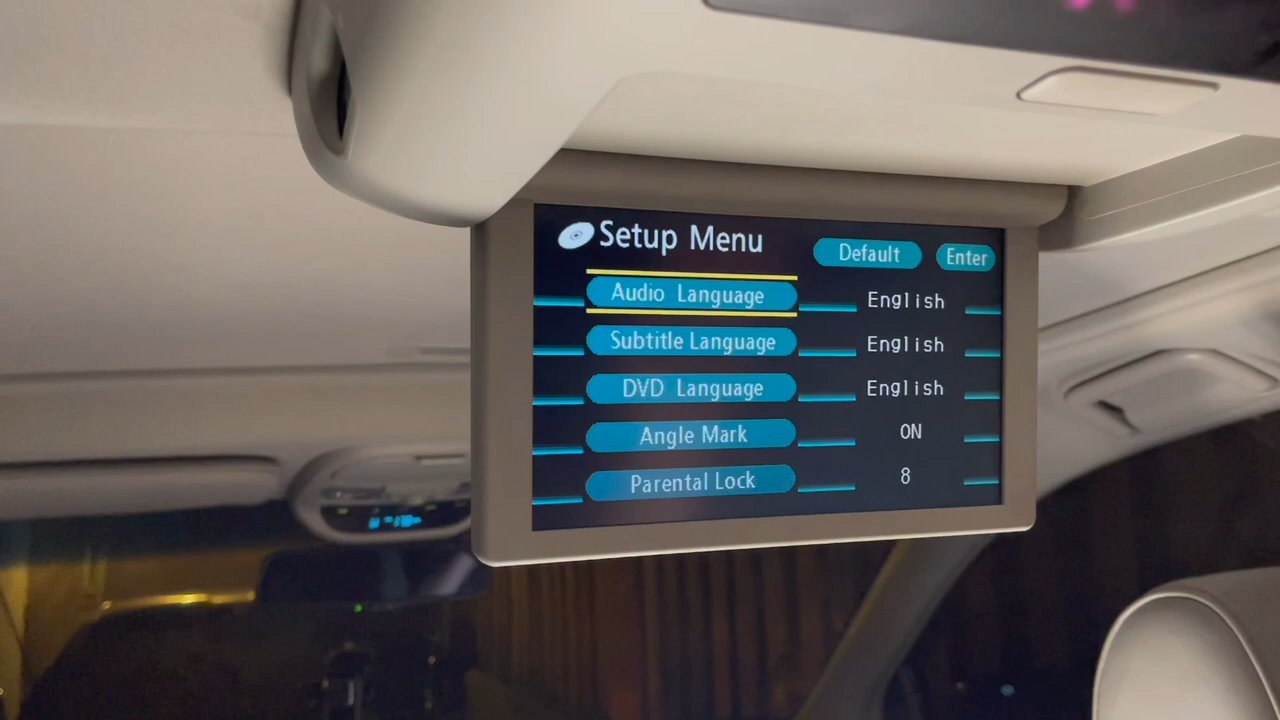 Setup Menu
Default
Enter
Audio Language English
Subtitle Language English
DVD Language English
Angle Mark ON
Parental Lock 8